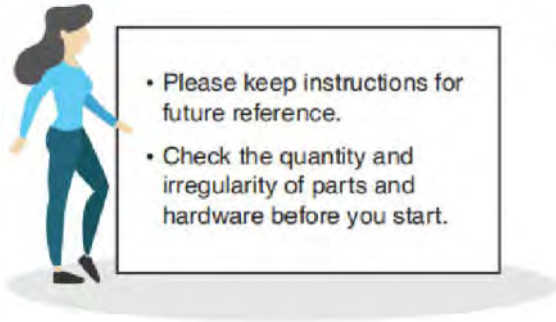 • Please keep instructions for
future reference.
• Check the quantity and
irregularity of parts and
hardware before you start.